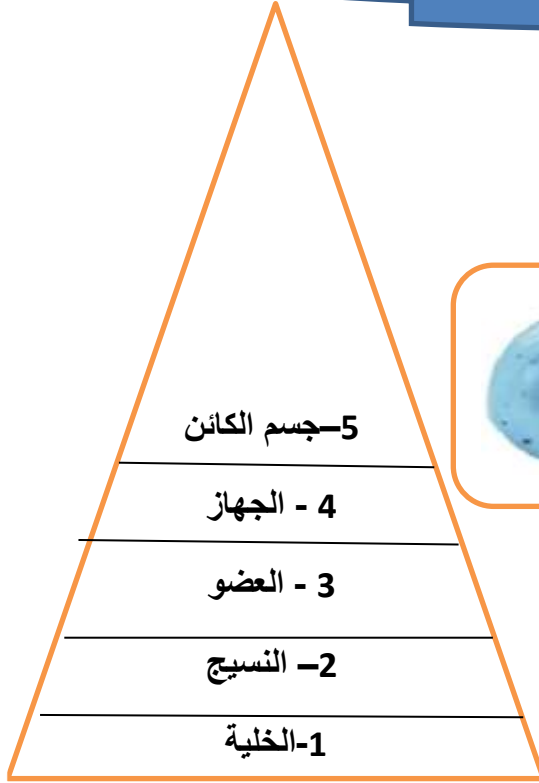 5–جسم الكائن
4 - الجهاز
3 - العضو
2– النسيج
1-الخلية